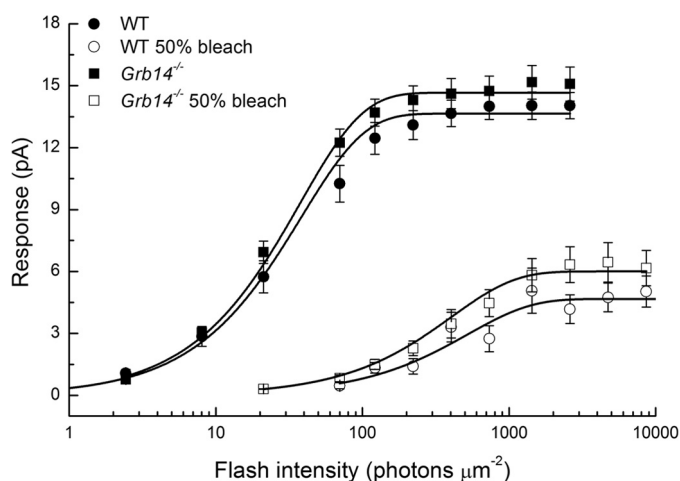 WT
WT 50% bleach
Grb14-/-
Grb14-/- 50% bleach
Response (pA)
18
15
12
9
6
3
0
1
10
100
1000
10000
Flash intensity (photons μm-2)